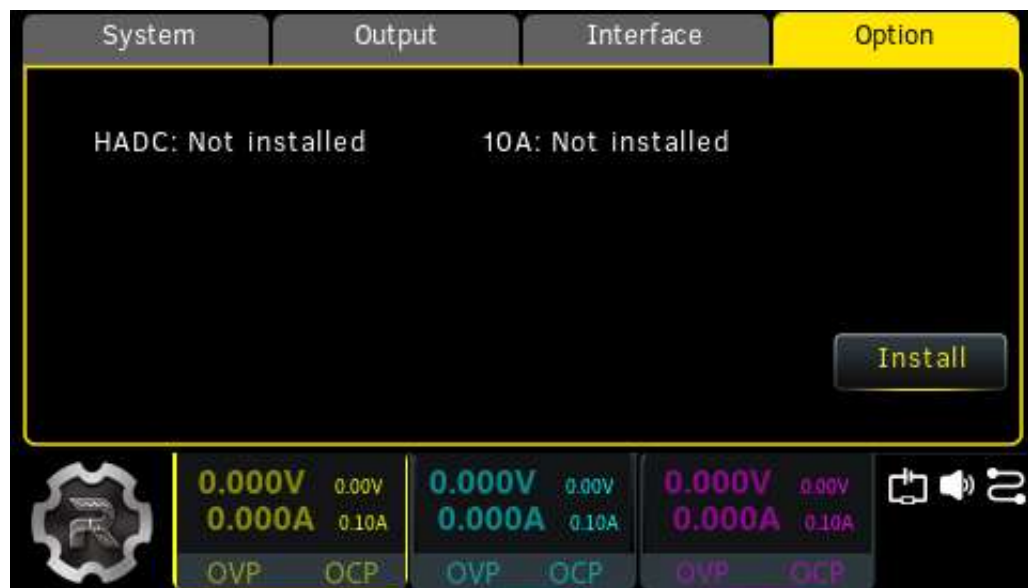 System Output Interface Option
HADC: Not installed 10A: Not installed
Install
0.000V 0.00V 0.000V 0.00V 0.000V 0.00V
0.000A 0.10A 0.000A 0.10A 0.000A 0.10A
OVP OCP OVP OCP OVP OCP